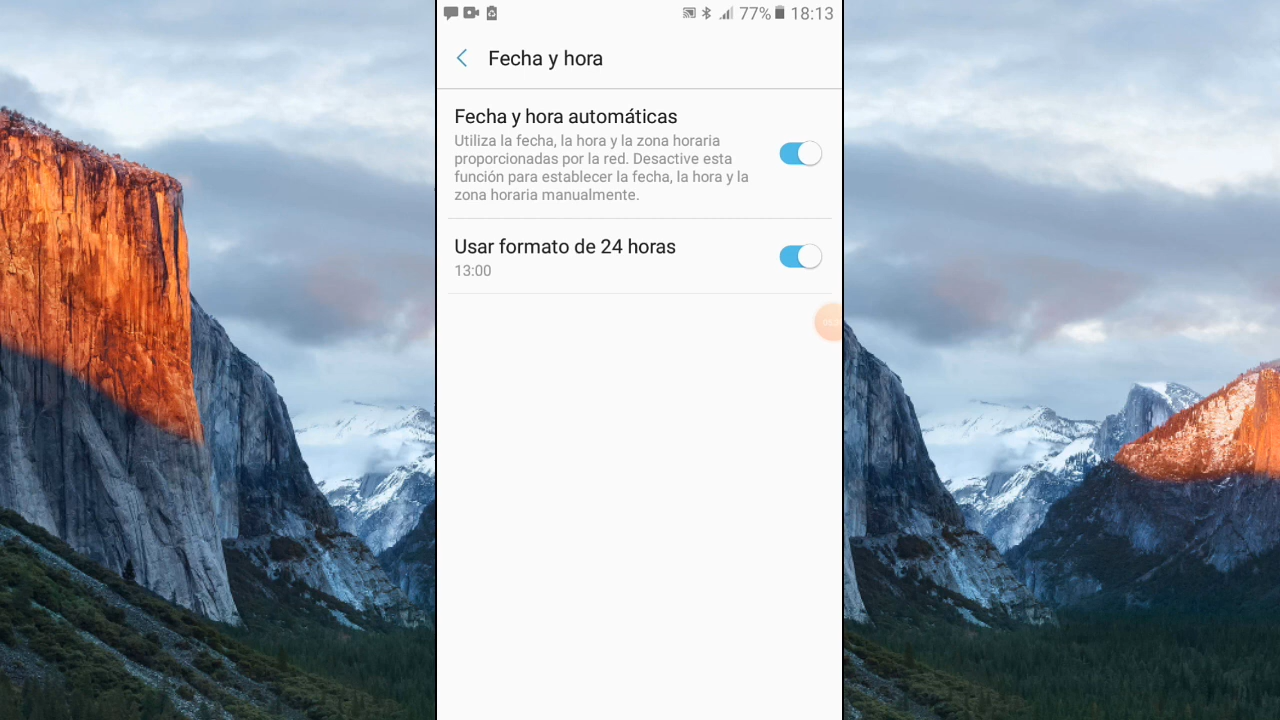 77% 18:13
Fecha y hora
Fecha y hora automáticas
Utiliza la fecha, la hora y la zona horaria
proporcionadas por la red. Desactive esta
función para establecer la fecha, la hora y la
zona horaria manualmente.
Usar formato de 24 horas
13:00